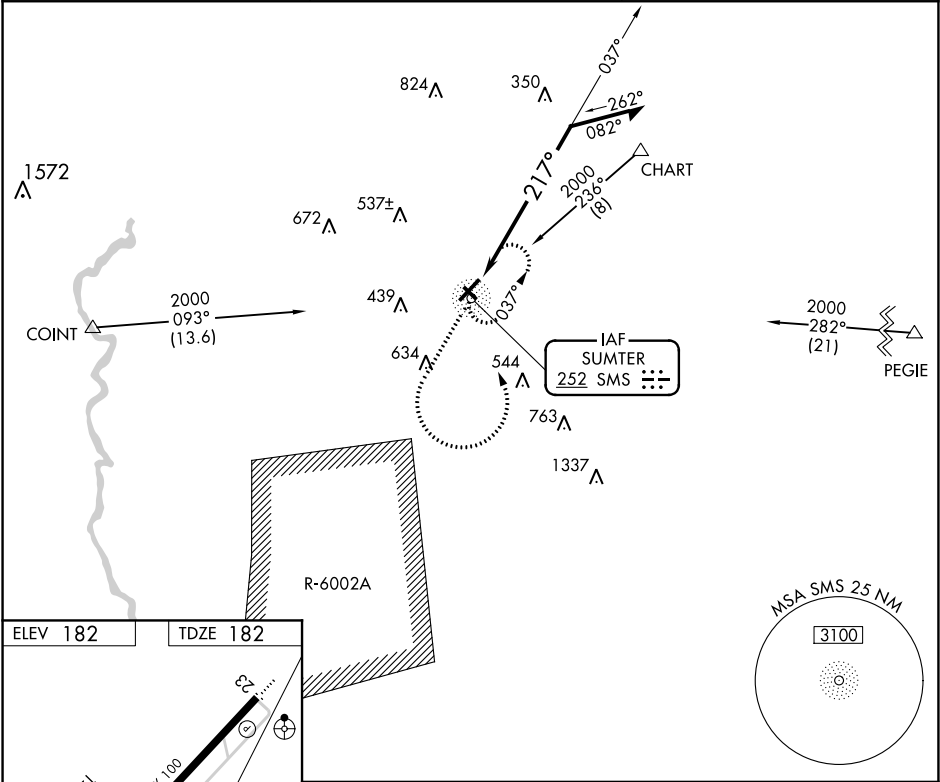 037°
824
350
262°
082°
1572
217°
2000
236°
(8)
CHART
672
537±
439
2000
093°
(13.6)
COINT
037°
2000
282°
(21)
PEGIE
634
544
IAF
SUMTER
252 SMS
763
1337
R-6002A
MSA SMS 25 NM
3100
ELEV 182
TDZE 182
23
P
100